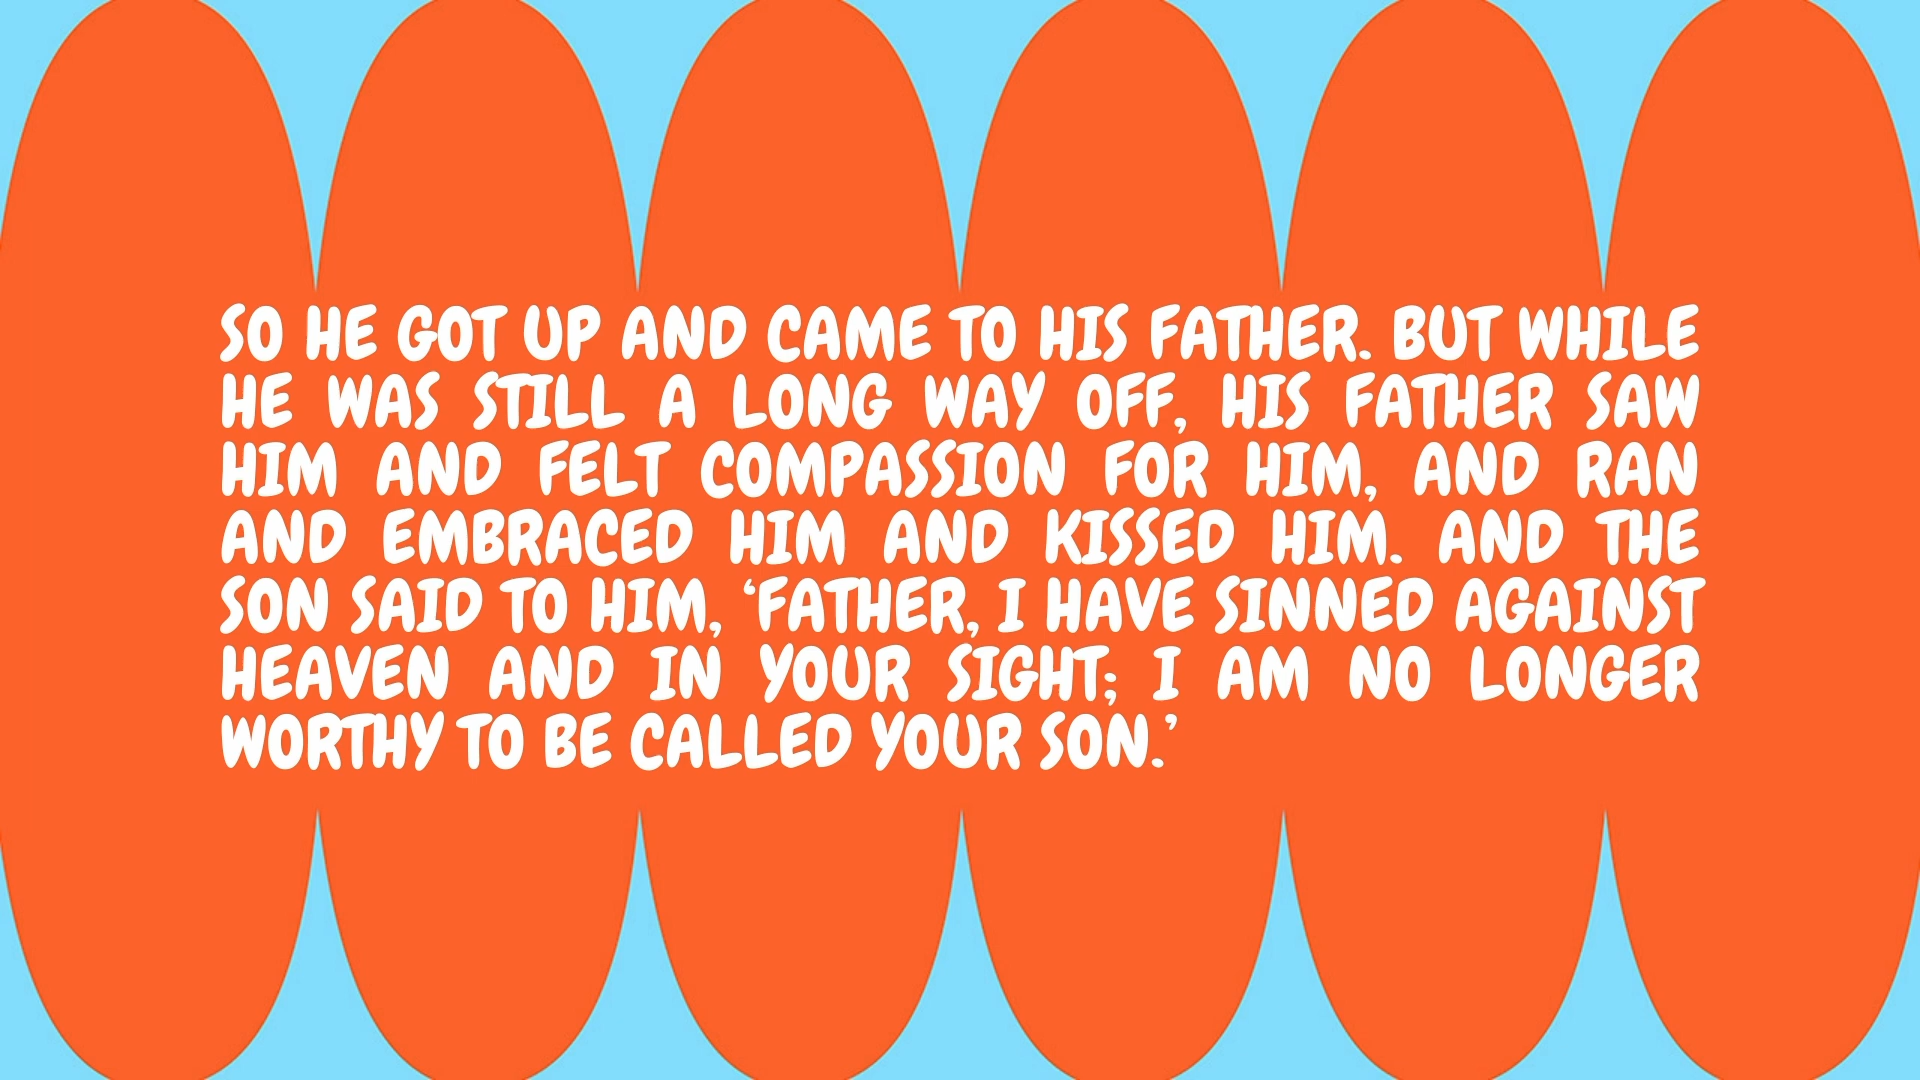 SO HE GOT UP AND CAME TO HIS FATHER. BUT WHILE
HE WAS STILL A LONG WAY OFF, HIS FATHER SAW
HIM AND FELT COMPASSION FOR HIM, AND RAN
AND EMBRACED HIM AND KISSED HIM. AND THE
SON SAID TO HIM, ‘FATHER, I HAVE SINNED AGAINST
HEAVEN AND IN YOUR SIGHT; I AM NO LONGER
WORTHY TO BE CALLED YOUR SON.’